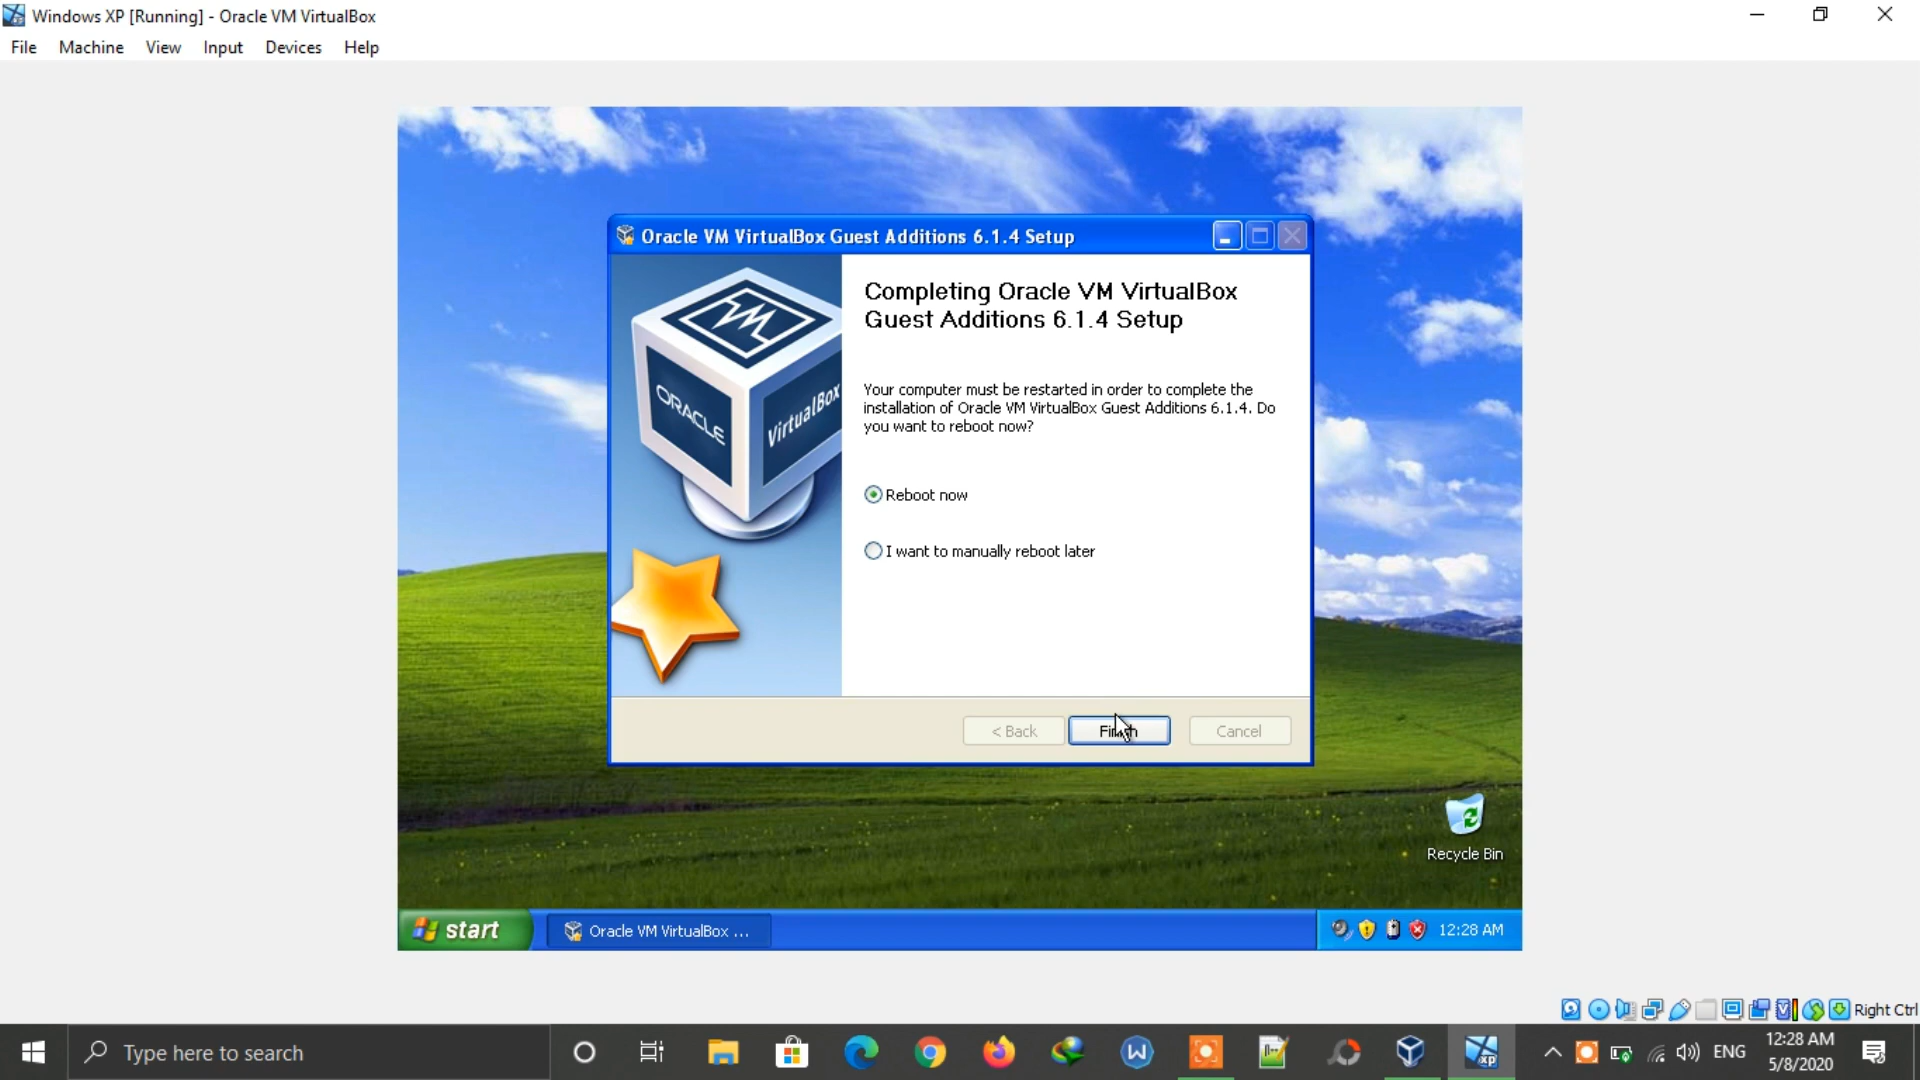 Windows XP [Running] - Oracle VM VirtualBox
File Machine View Input Devices Help
Oracle VM VirtualBox Guest Additions 6.1.4 Setup
ORACLE
VirtualBox
Completing Oracle VM VirtualBox
Guest Additions 6.1.4 Setup
Your computer must be restarted in order to complete the
installation of Oracle VM VirtualBox Guest Additions 6.1.4. Do
you want to reboot now?
Reboot now
I want to manually reboot later
< Back Finish Cancel
Recycle Bin
start Oracle VM VirtualBox ... 12:28 AM
Right Ctrl
Type here to search
xp
ENG
12:28 AM
5/8/2020